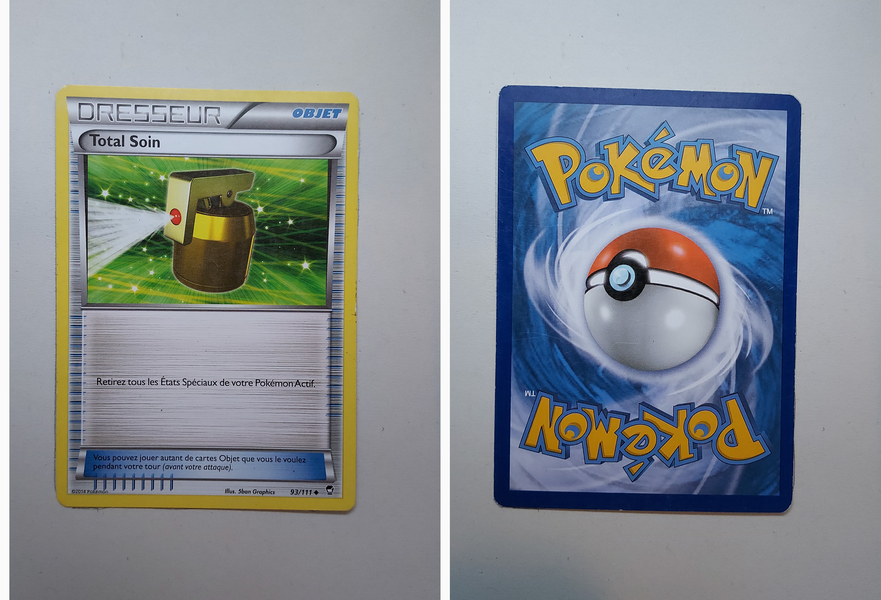 DRESSEUR
OBJET
Total Soin
Retirez tous les États Spéciaux de votre Pokémon Actif.
Vous pouvez jouer autant de cartes Objet que vous le voulez
pendant votre tour (avant votre attaque).
©2014 Pokémon
Illus. 5ban Graphics
93/111
POKéMON
TM
TM
POKéMON